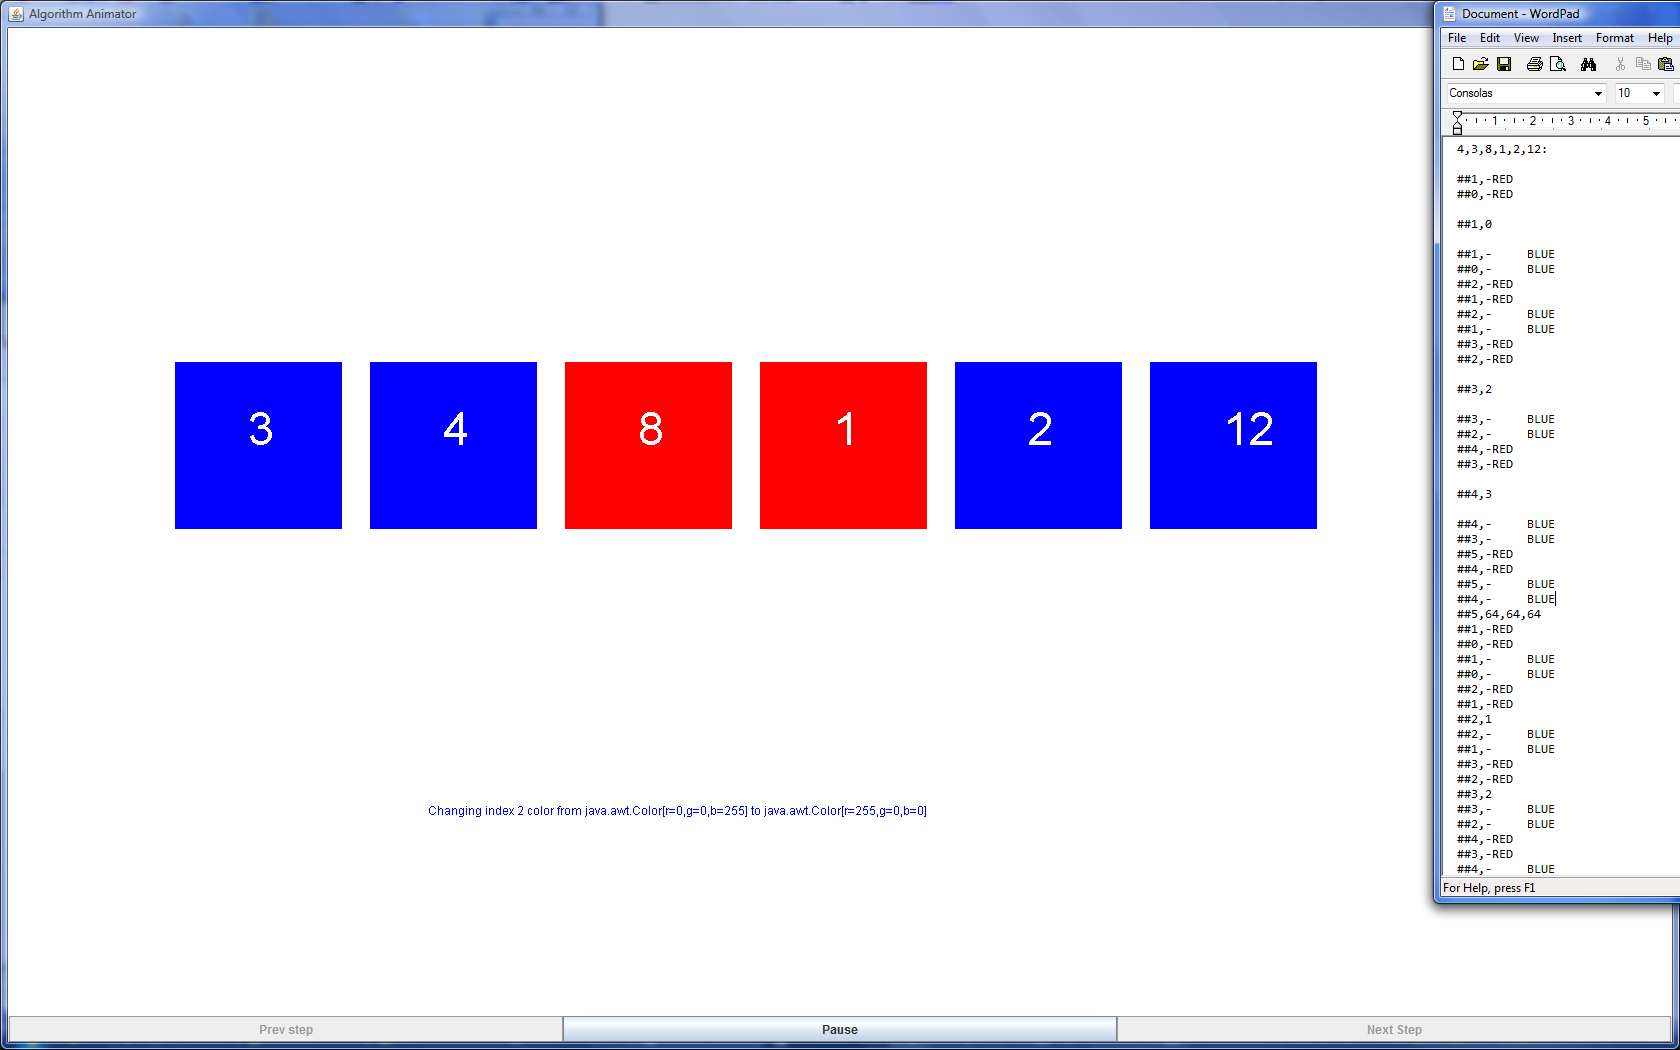 Algorithm Animator
3 4 8 1 2 12
Changing index 2 color from java.awt.Color[r=0,g=0,b=255] to java.awt.Color[r=255,g=0,b=0]
Prev step Pause Next Step
Document - WordPad
File Edit View Insert Format Help
Consolas 10
1 2 3 4 5
4,3,8,1,2,12:
##1,-RED
##0,-RED
##1,0
##1,- BLUE
##0,- BLUE
##2,-RED
##1,-RED
##2,- BLUE
##1,- BLUE
##3,-RED
##2,-RED
##3,2
##3,- BLUE
##2,- BLUE
##4,-RED
##3,-RED
##4,3
##4,- BLUE
##3,- BLUE
##5,-RED
##4,-RED
##5,- BLUE
##4,- BLUE
##5,64,64,64
##1,-RED
##0,-RED
##1,- BLUE
##0,- BLUE
##2,-RED
##1,-RED
##2,1
##2,- BLUE
##1,- BLUE
##3,-RED
##2,-RED
##3,2
##3,- BLUE
##2,- BLUE
##4,-RED
##3,-RED
##4,- BLUE
For Help, press F1